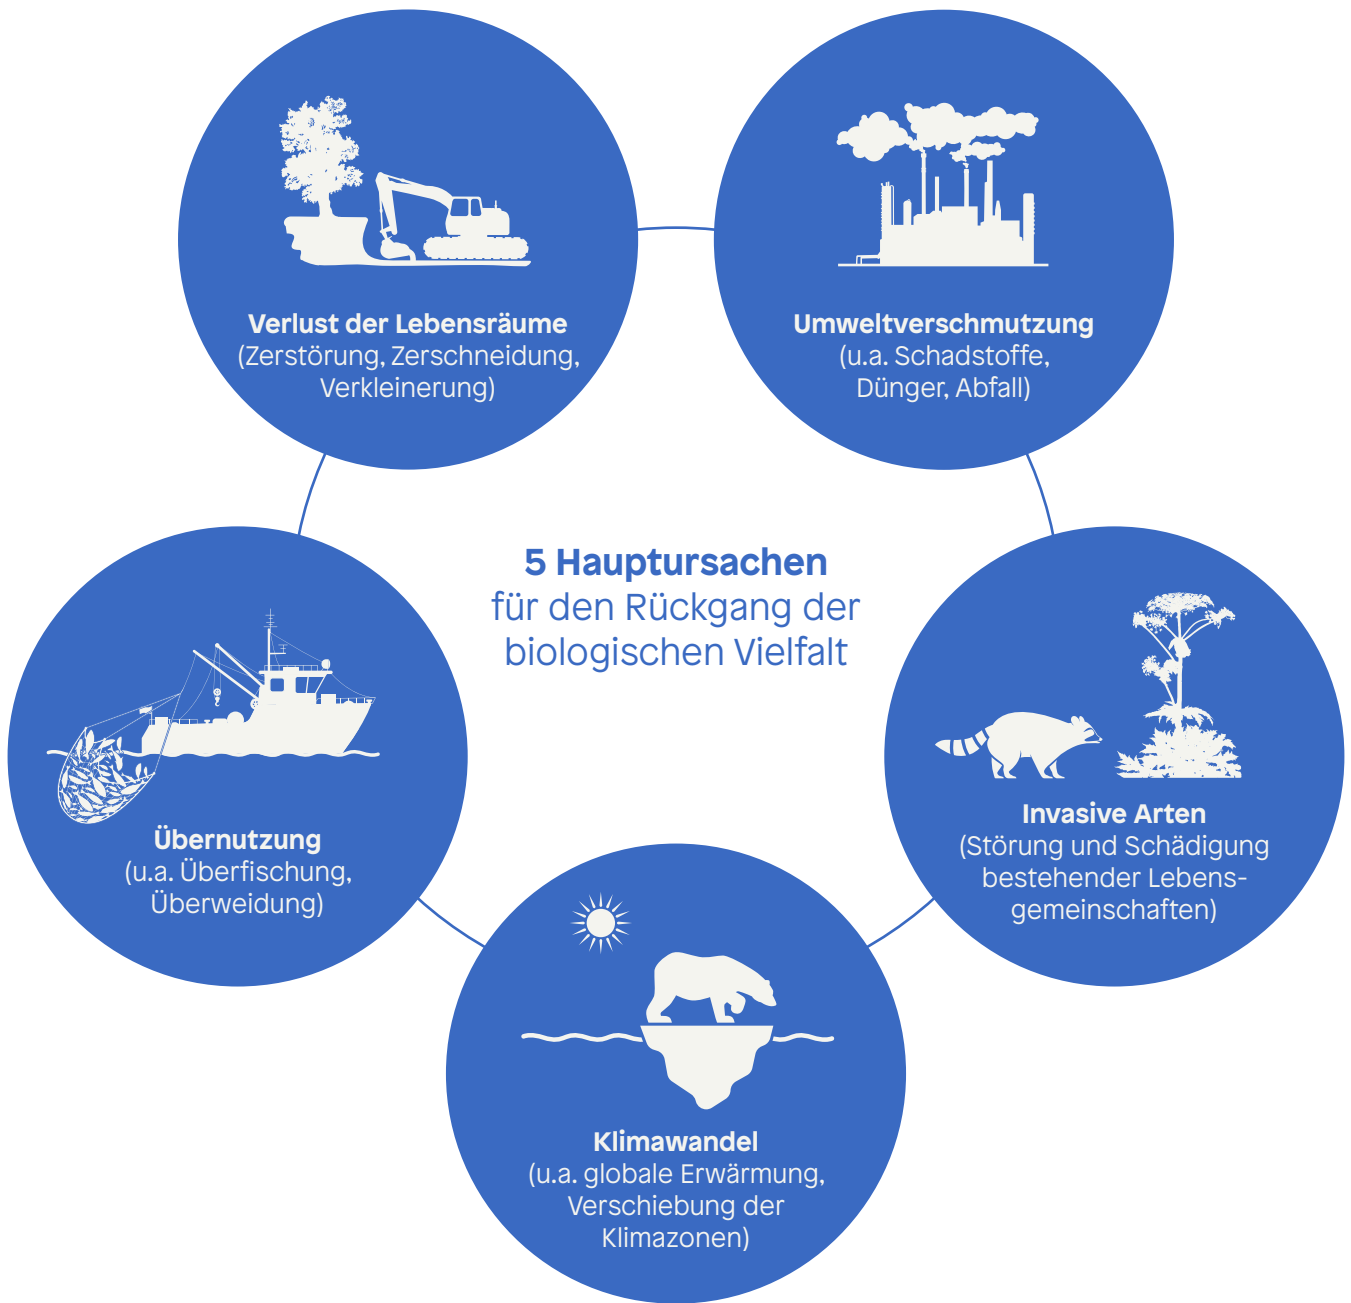 Verlust der Lebensräume
(Zerstörung, Zerschneidung,
Verkleinerung)
Umweltverschmutzung
(u.a. Schadstoffe,
Dünger, Abfall)
5 Hauptursachen
für den Rückgang der
biologischen Vielfalt
Übernutzung
(u.a. Überfischung,
Überweidung)
Invasive Arten
(Störung und Schädigung
bestehender Lebens-
gemeinschaften)
Klimawandel
(u.a. globale Erwärmung,
Verschiebung der
Klimazonen)